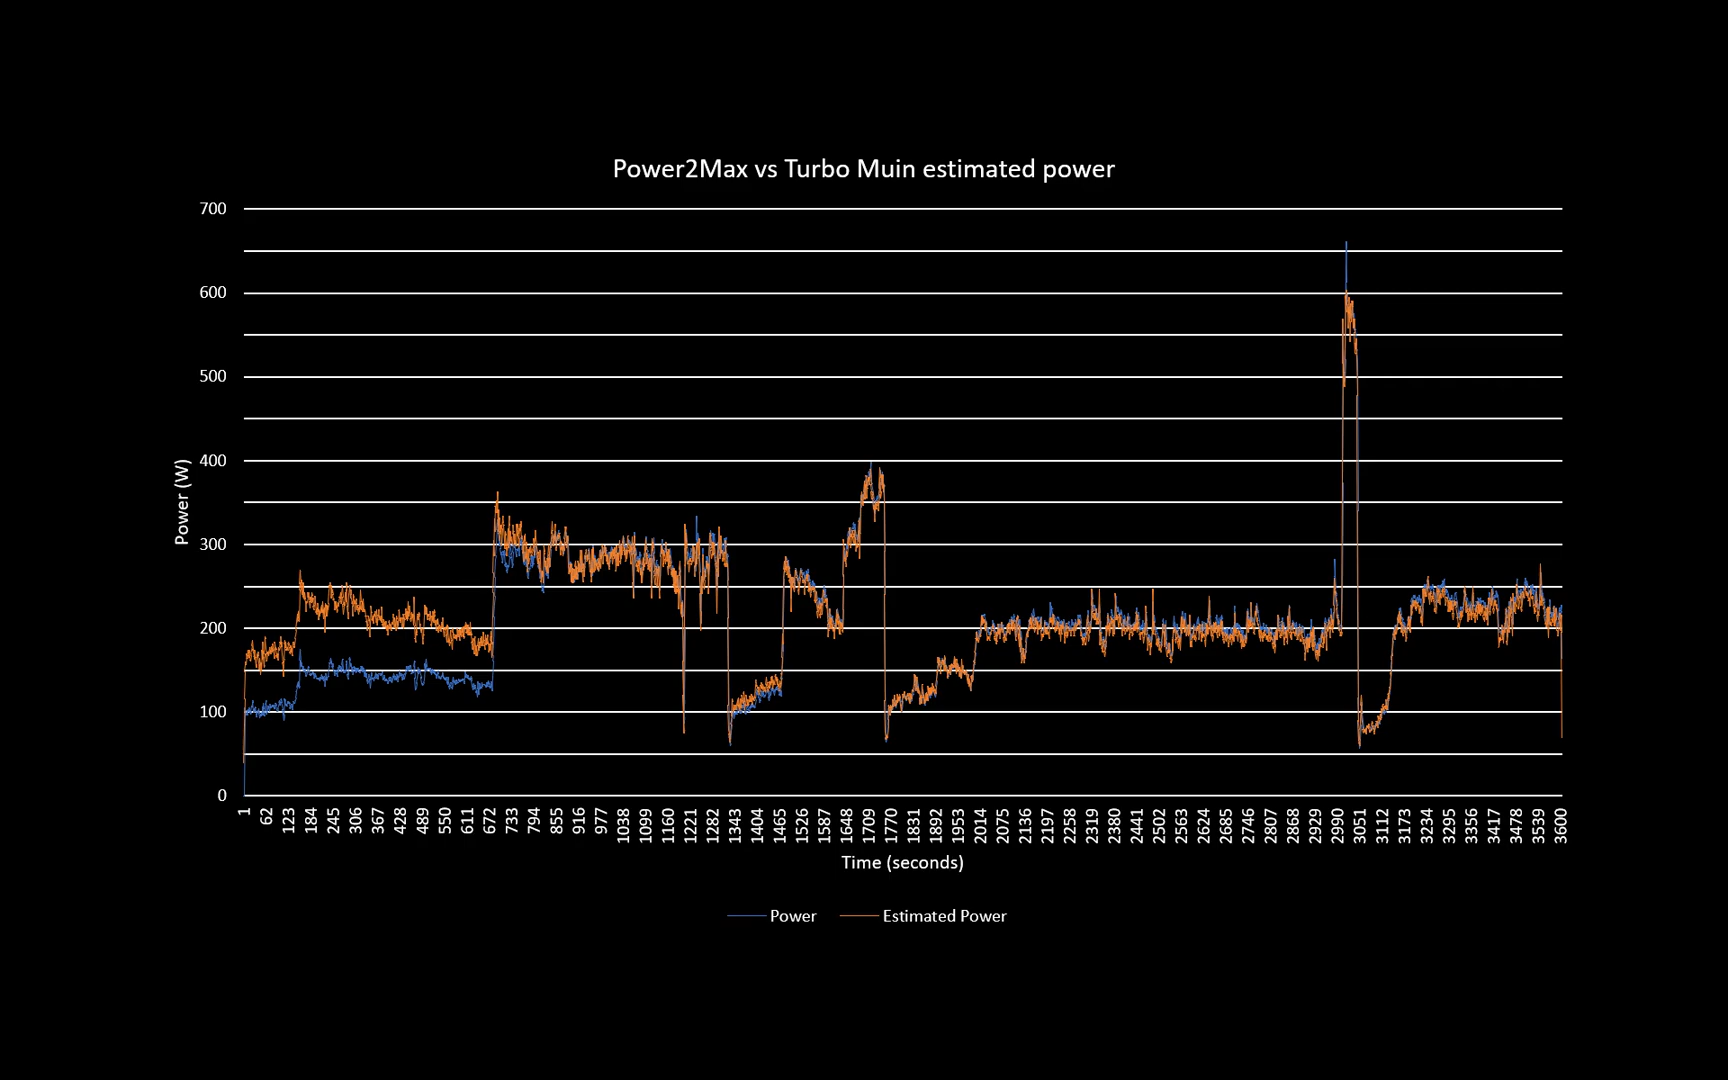 Power2Max vs Turbo Muin estimated power
700
600
500
400
300
200
100
0
Power (W)
1 62 123 184 245 306 367 428 489 550 611 672 733 794 855 916 977 1038 1099 1160 1221 1282 1343 1404 1465 1526 1587 1648 1709 1770 1831 1892 1953 2014 2075 2136 2197 2258 2319 2380 2441 2502 2563 2624 2685 2746 2807 2868 2929 2990 3051 3112 3173 3234 3295 3356 3417 3478 3539 3600
Time (seconds)
Power Estimated Power